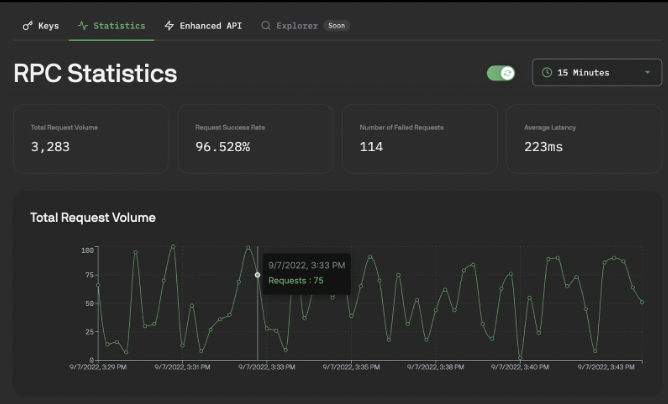 Keys Statistics Enhanced API Explorer Soon
RPC Statistics
15 Minutes
Total Request Volume Request Success Rate Number of Failed Requests Average Latency
3,283 96.528% 114 223ms
Total Request Volume
100
75
50
25
0
9/7/2022, 3:33 PM
Requests : 75
9/7/2022, 3:29 PM 9/7/2022, 3:31 PM 9/7/2022, 3:33 PM 9/7/2022, 3:35 PM 9/7/2022, 3:38 PM 9/7/2022, 3:40 PM 9/7/2022, 3:43 PM